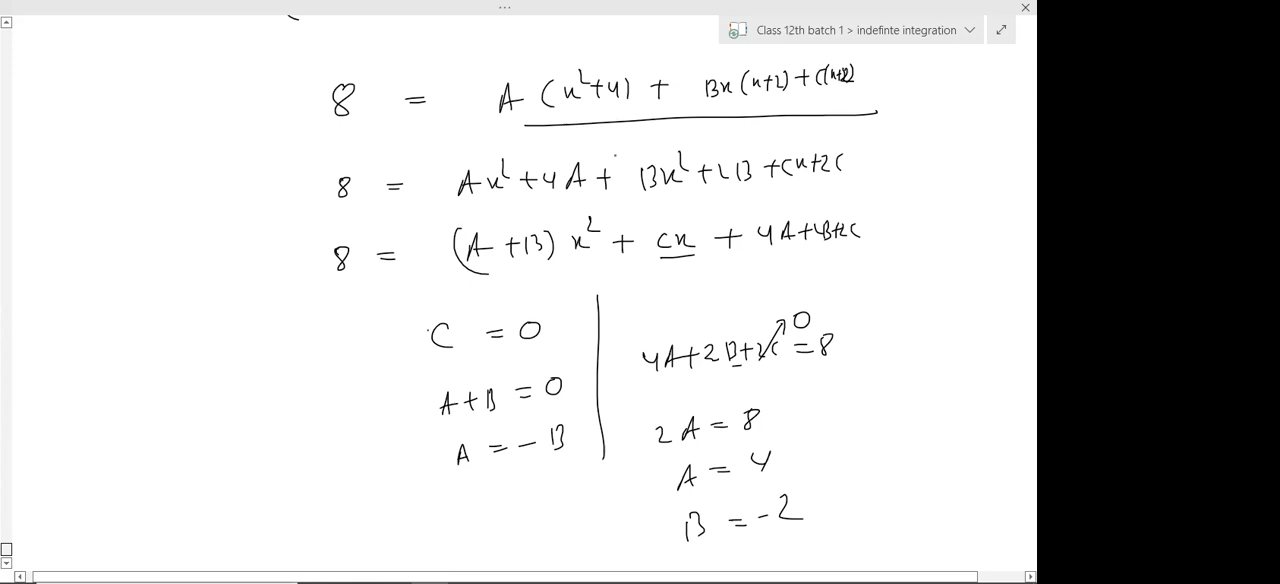 Class 12th batch 1 > indefinte integration
8 = A (x²+4) + Bx(x+2) + C(x+2)
8 = Ax² + 4A + Bx² + 2B + Cx + 2C
8 = (A+B) x² + Cx + 4A+4B+2C
C = 0
A+B = 0
A = -B
0
4A+2B+2C = 8
2A = 8
A = 4
B = -2